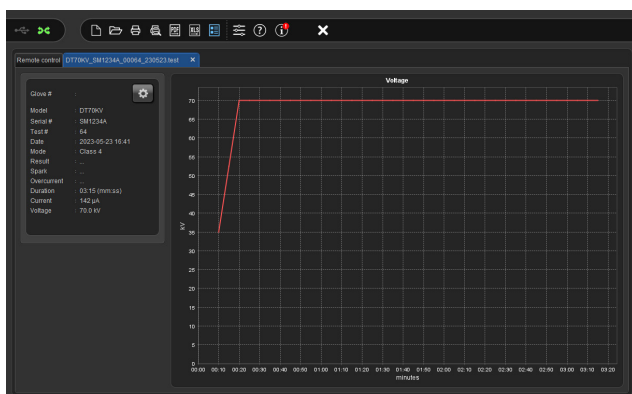 PDF XLS
Remote control DT70KV_SM1234A_00064_230523.test ×
Glove # :
Model : DT70KV
Serial # : SM1234A
Test # : 64
Date : 2023-05-23 16:41
Mode : Class 4
Result : ...
Spark : ...
Overcurrent : ...
Duration : 03:15 (mm:ss)
Current : 142 µA
Voltage : 70.0 kV
Voltage
70
65
60
55
50
45
40
35
30
25
20
15
10
5
0
kV
00:00 00:10 00:20 00:30 00:40 00:50 01:00 01:10 01:20 01:30 01:40 01:50 02:00 02:10 02:20 02:30 02:40 02:50 03:00 03:10 03:20
minutes